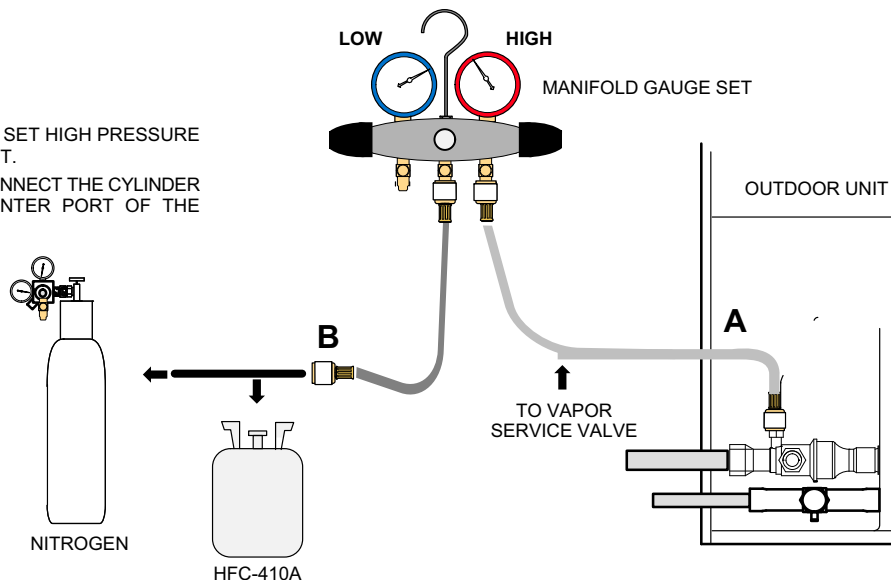 LOW
HIGH
MANIFOLD GAUGE SET
SET HIGH PRESSURE
T.
NNECT THE CYLINDER
NTER PORT OF THE
OUTDOOR UNIT
B
A
TO VAPOR
SERVICE VALVE
NITROGEN
HFC-410A